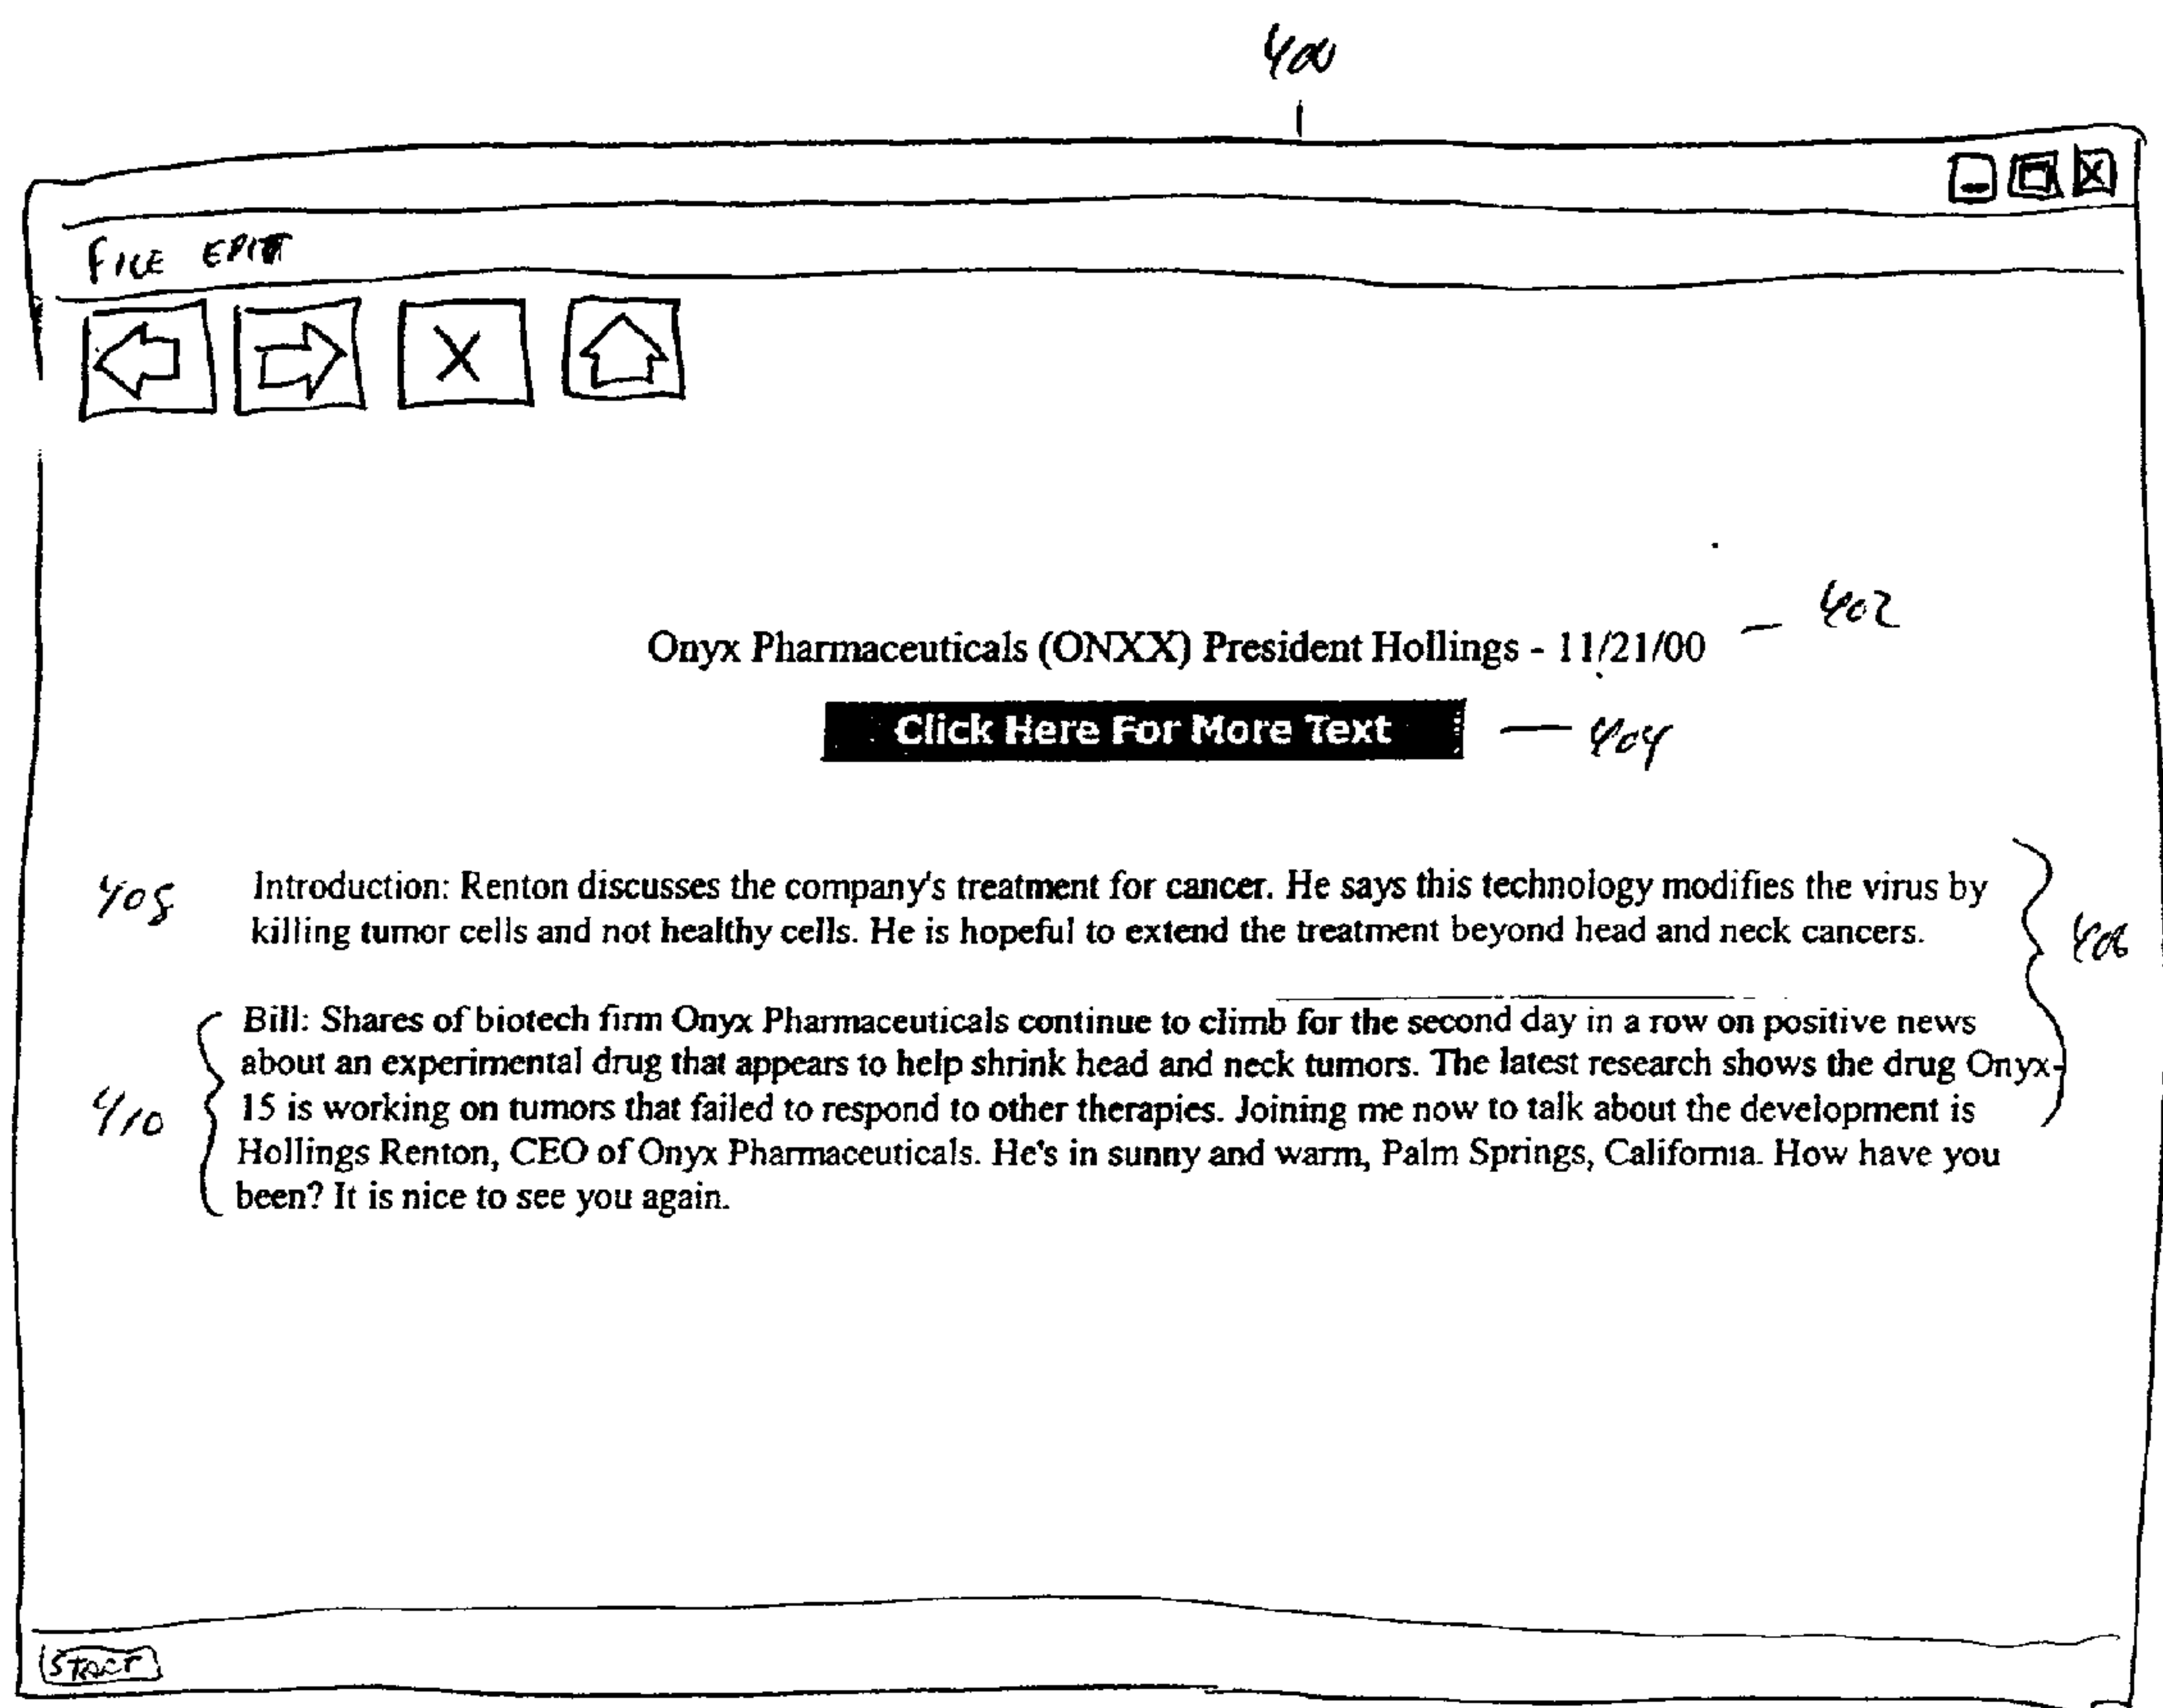 400
FILE EDIT
X
Onyx Pharmaceuticals (ONXX) President Hollings - 11/21/00
402
Click Here For More Text
404
408
Introduction: Renton discusses the company's treatment for cancer. He says this technology modifies the virus by
killing tumor cells and not healthy cells. He is hopeful to extend the treatment beyond head and neck cancers.
406
Bill: Shares of biotech firm Onyx Pharmaceuticals continue to climb for the second day in a row on positive news
about an experimental drug that appears to help shrink head and neck tumors. The latest research shows the drug Onyx-
15 is working on tumors that failed to respond to other therapies. Joining me now to talk about the development is
410
Hollings Renton, CEO of Onyx Pharmaceuticals. He's in sunny and warm, Palm Springs, California. How have you
been? It is nice to see you again.
START